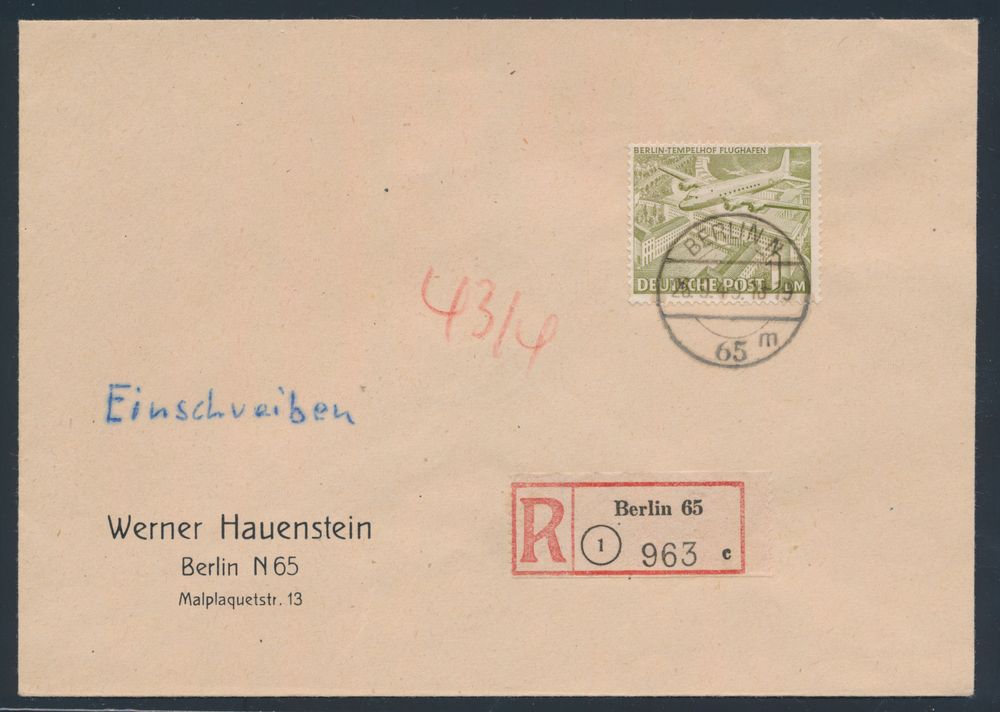 BERLIN-TEMPELHOF FLUGHAFEN
DEUTSCHE POST 1 DM
BERLIN N
65 m
43/4
Einschreiben
R
Berlin 65
1 963 c
Werner Hauenstein
Berlin N 65
Malplaquetstr. 13